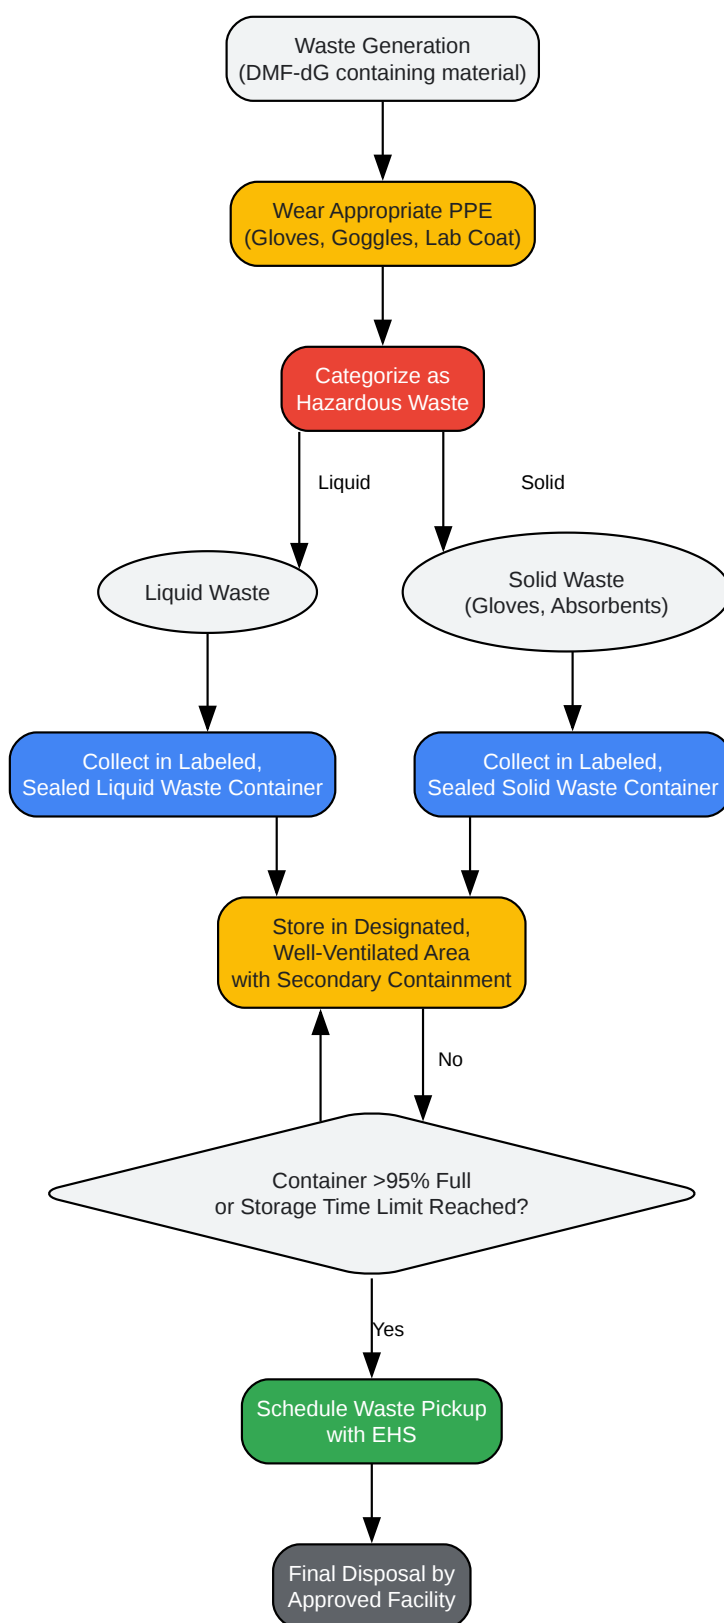 Waste Generation
(DMF-dG containing material)
Wear Appropriate PPE
(Gloves, Goggles, Lab Coat)
Categorize as
Hazardous Waste
Liquid
Solid
Liquid Waste
Solid Waste
(Gloves, Absorbents)
Collect in Labeled,
Sealed Liquid Waste Container
Collect in Labeled,
Sealed Solid Waste Container
Store in Designated,
Well-Ventilated Area
with Secondary Containment
No
Container >95% Full
or Storage Time Limit Reached?
Yes
Schedule Waste Pickup
with EHS
Final Disposal by
Approved Facility